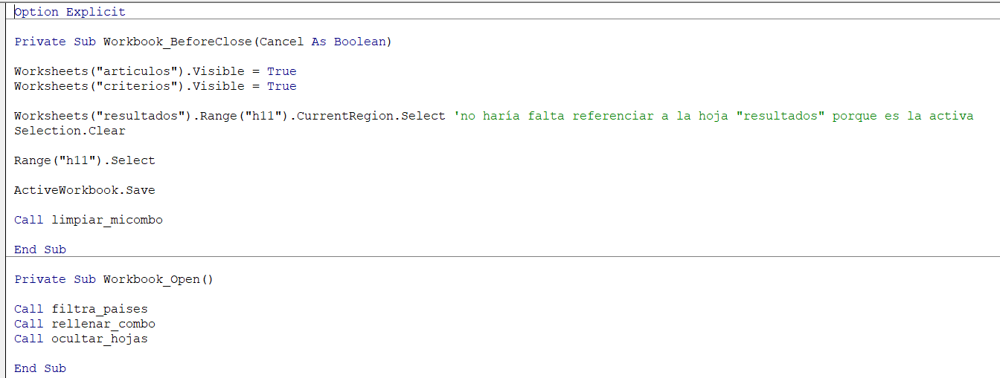 Option Explicit
Private Sub Workbook_BeforeClose(Cancel As Boolean)
Worksheets("articulos").Visible = True
Worksheets("criterios").Visible = True
Worksheets("resultados").Range("h11").CurrentRegion.Select 'no haría falta referenciar a la hoja "resultados" porque es la activa
Selection.Clear
Range("h11").Select
ActiveWorkbook.Save
Call limpiar_micombo
End Sub
Private Sub Workbook_Open()
Call filtra_paises
Call rellenar_combo
Call ocultar_hojas
End Sub